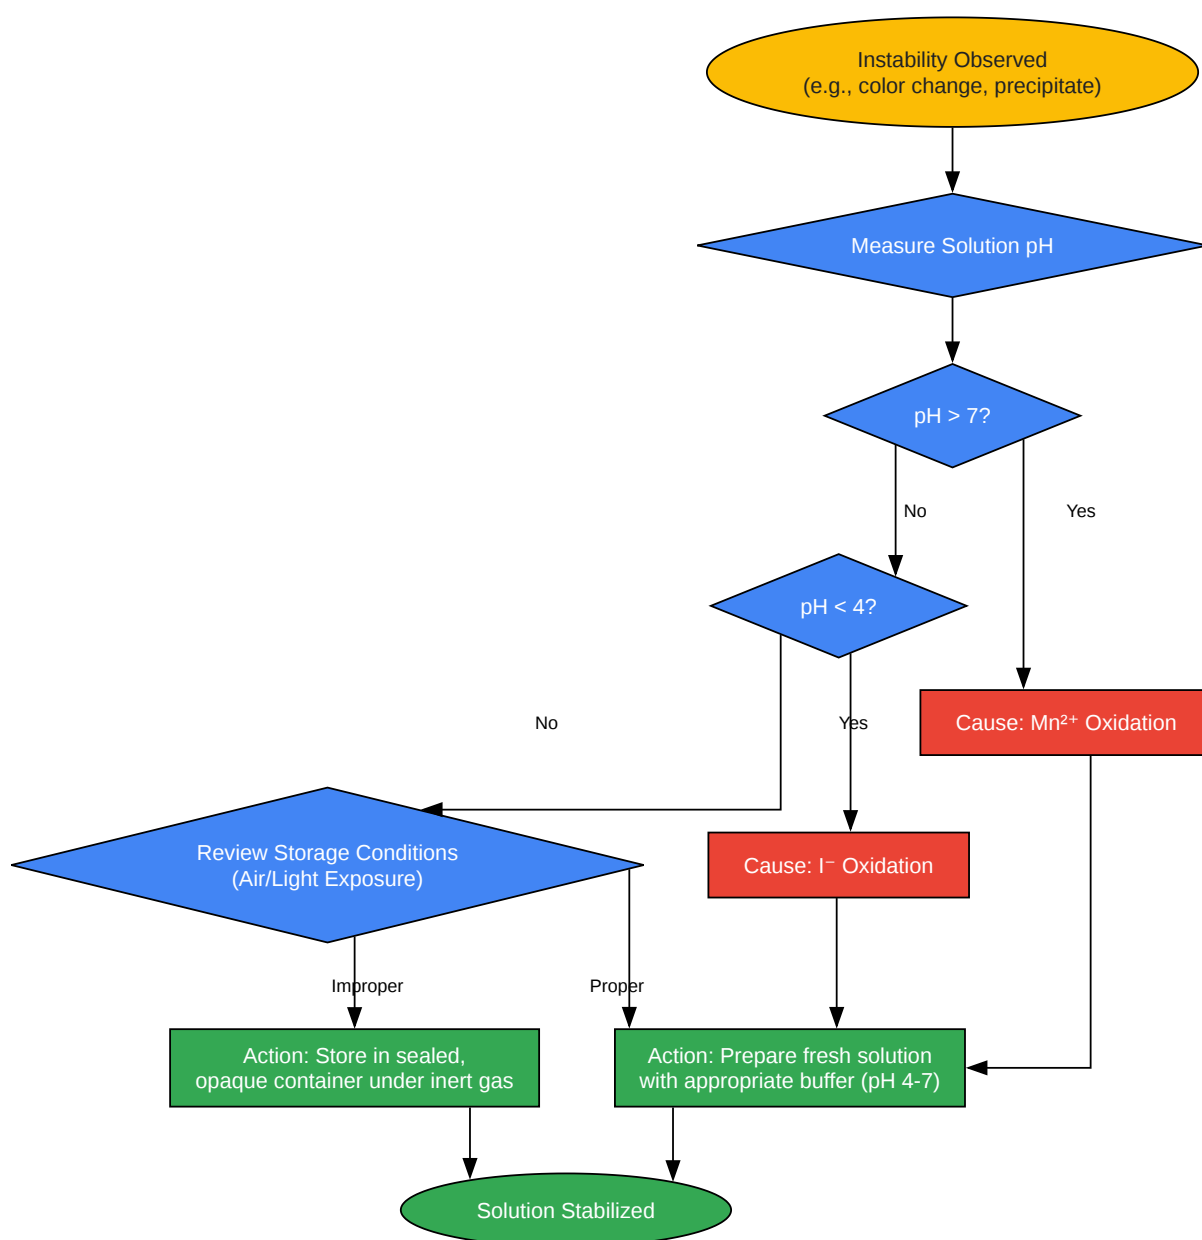 Instability Observed
(e.g., color change, precipitate)
Measure Solution pH
pH > 7?
No
Yes
pH < 4?
No
Yes
Cause: Mn²⁺ Oxidation
Review Storage Conditions
(Air/Light Exposure)
Cause: I⁻ Oxidation
Improper
Proper
Action: Store in sealed,
opaque container under inert gas
Action: Prepare fresh solution
with appropriate buffer (pH 4-7)
Solution Stabilized